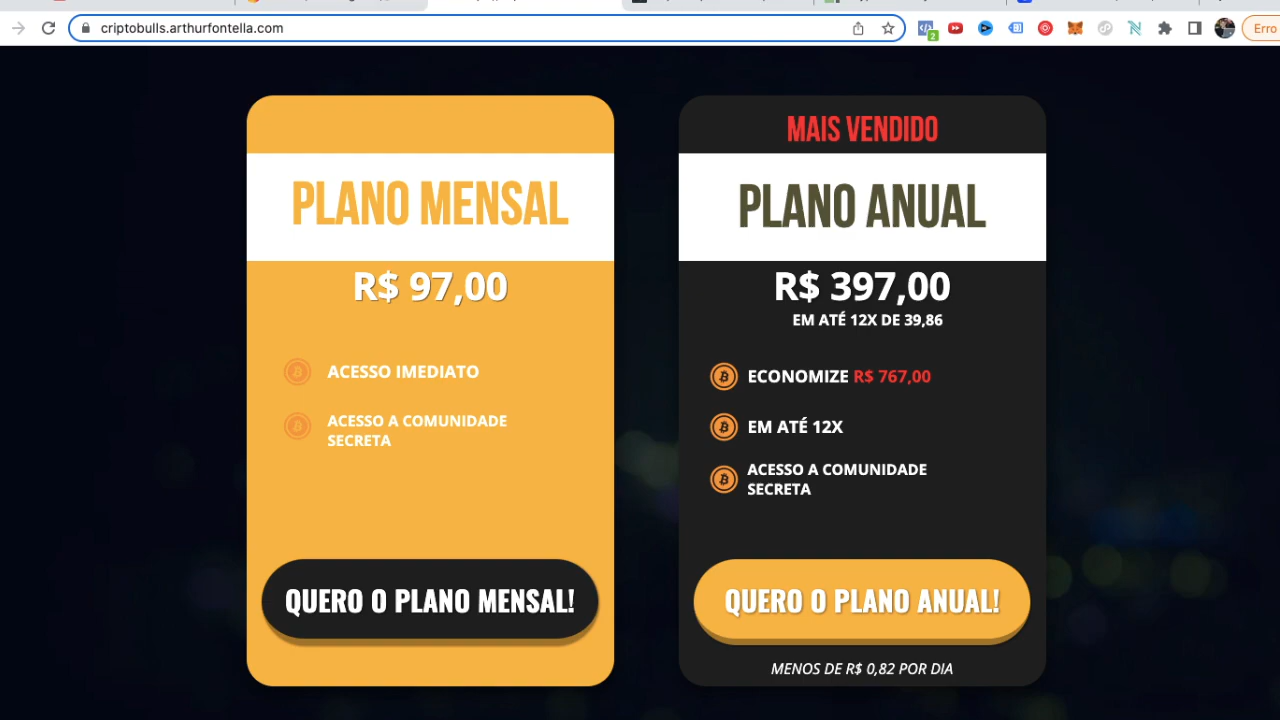 criptobulls.arthurfontella.com
2
Erro
PLANO MENSAL
R$ 97,00
ACESSO IMEDIATO
ACESSO A COMUNIDADE
SECRETA
QUERO O PLANO MENSAL!
MAIS VENDIDO
PLANO ANUAL
R$ 397,00
EM ATÉ 12X DE 39,86
ECONOMIZE R$ 767,00
EM ATÉ 12X
ACESSO A COMUNIDADE
SECRETA
QUERO O PLANO ANUAL!
MENOS DE R$ 0,82 POR DIA